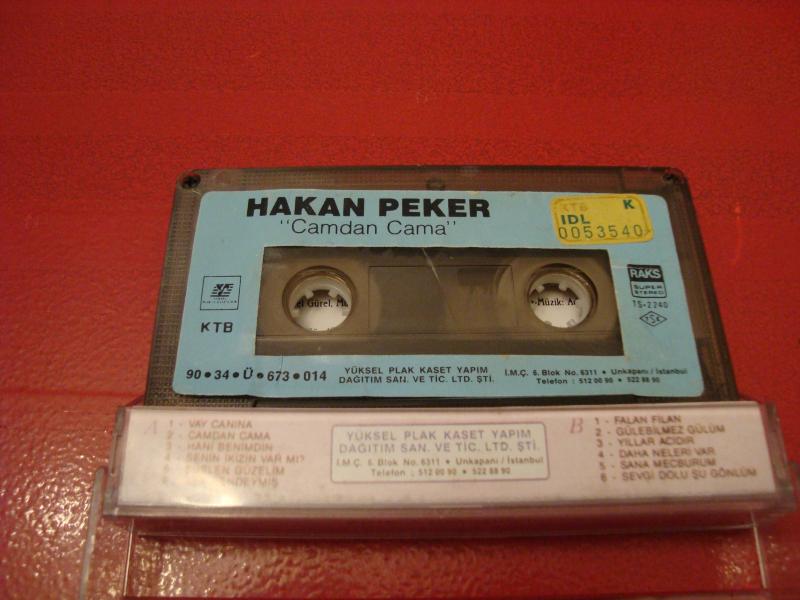 HAKAN PEKER
"Camdan Cama"
KTB K
IDL
0053540
RAKS
SUPER
STEREO
TS-2240
TSE
KTB
el Gürel, M
-Müzik: A
90 • 34 • Ü • 673 • 014
YÜKSEL PLAK KASET YAPIM
DAĞITIM SAN. VE TİC. LTD. ŞTİ.
İ.M.Ç. 6. Blok No. 6311 • Unkapanı / İstanbul
Telefon : 512 00 90 • 522 88 90
A
1 - VAY CANINA
2 - CAMDAN CAMA
3 - HANİ BENİMDİN
4 - SENİN İKİZİN VAR MI?
GÜZELİM
YÜKSEL PLAK KASET YAPIM
DAĞITIM SAN. VE TİC. LTD. ŞTİ.
İ.M.Ç. 6. Blok No. 6311 • Unkapanı / İstanbul
Telefon : 512 00 90 • 522 88 90
B
1 - FALAN FİLAN
2 - GÜLEBİLMEZ GÜLÜM
3 - YILLAR ACIDIR
4 - DAHA NELERİ VAR
5 - SANA MECBURUM
6 - SEVGİ DOLU ŞU GÖNLÜM